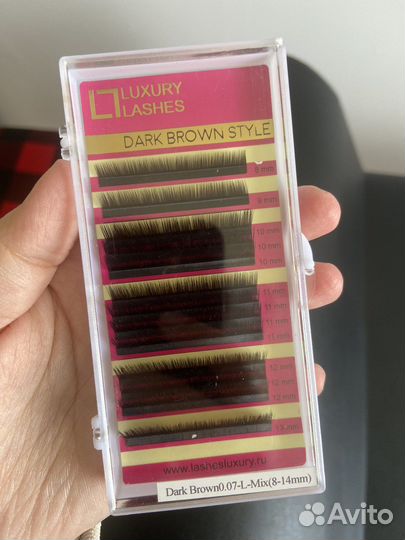 LUXURY
LASHES
DARK BROWN STYLE
8 mm
9 mm
10 mm
10 mm
10 mm
11 mm
11 mm
11 mm
11 mm
12 mm
12 mm
12 mm
13 mm
www.lashesluxury.ru
Dark Brown0.07-L-Mix(8-14mm)
Avito